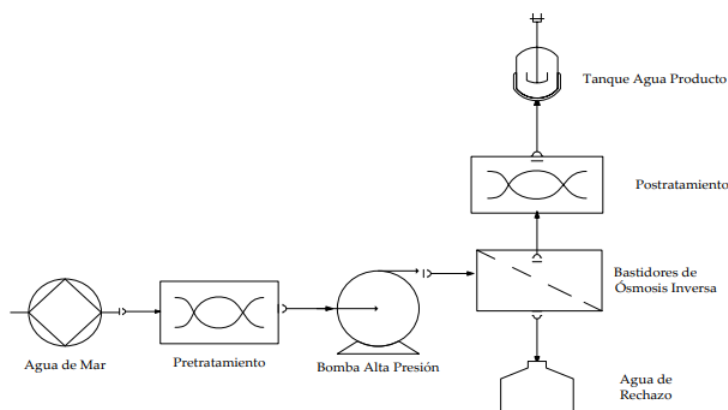 Tanque Agua Producto
Postratamiento
Bastidores de
Ósmosis Inversa
Agua de Mar
Pretratamiento
Bomba Alta Presión
Agua de
Rechazo